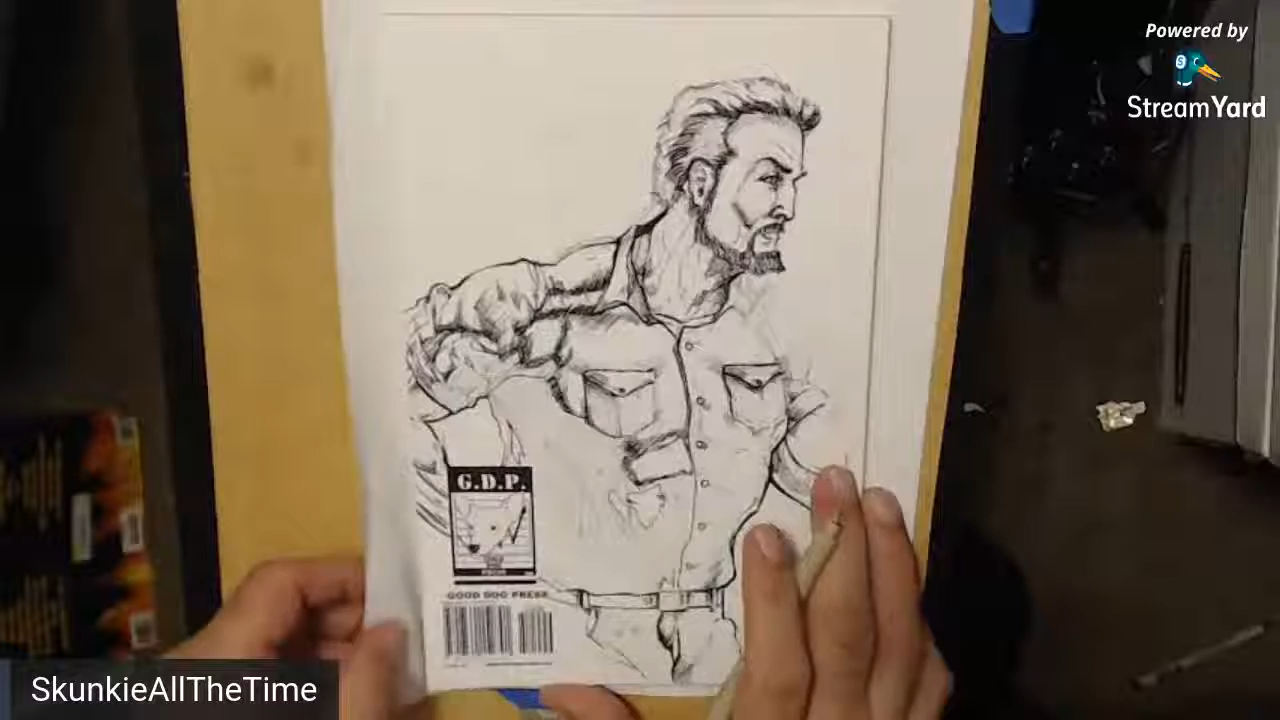 Powered by
StreamYard
G.D.P.
GOOD DOG PRESS
SkunkieAllTheTime